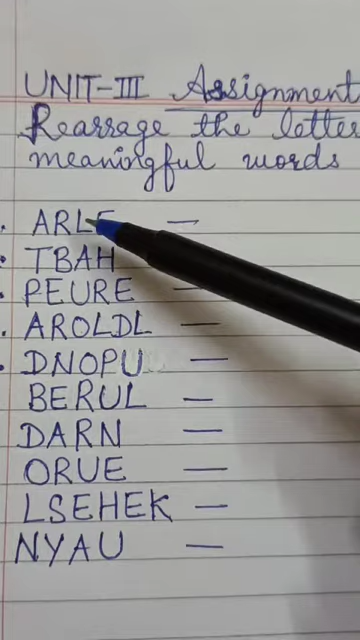 UNIT-III Assignment
Rearrage the letter
meaningful words
ARLE —
TBAH
PEURE —
AROLDL —
DNOPU —
BERUL —
DARN —
ORUE —
LSEHEK —
NYAU —